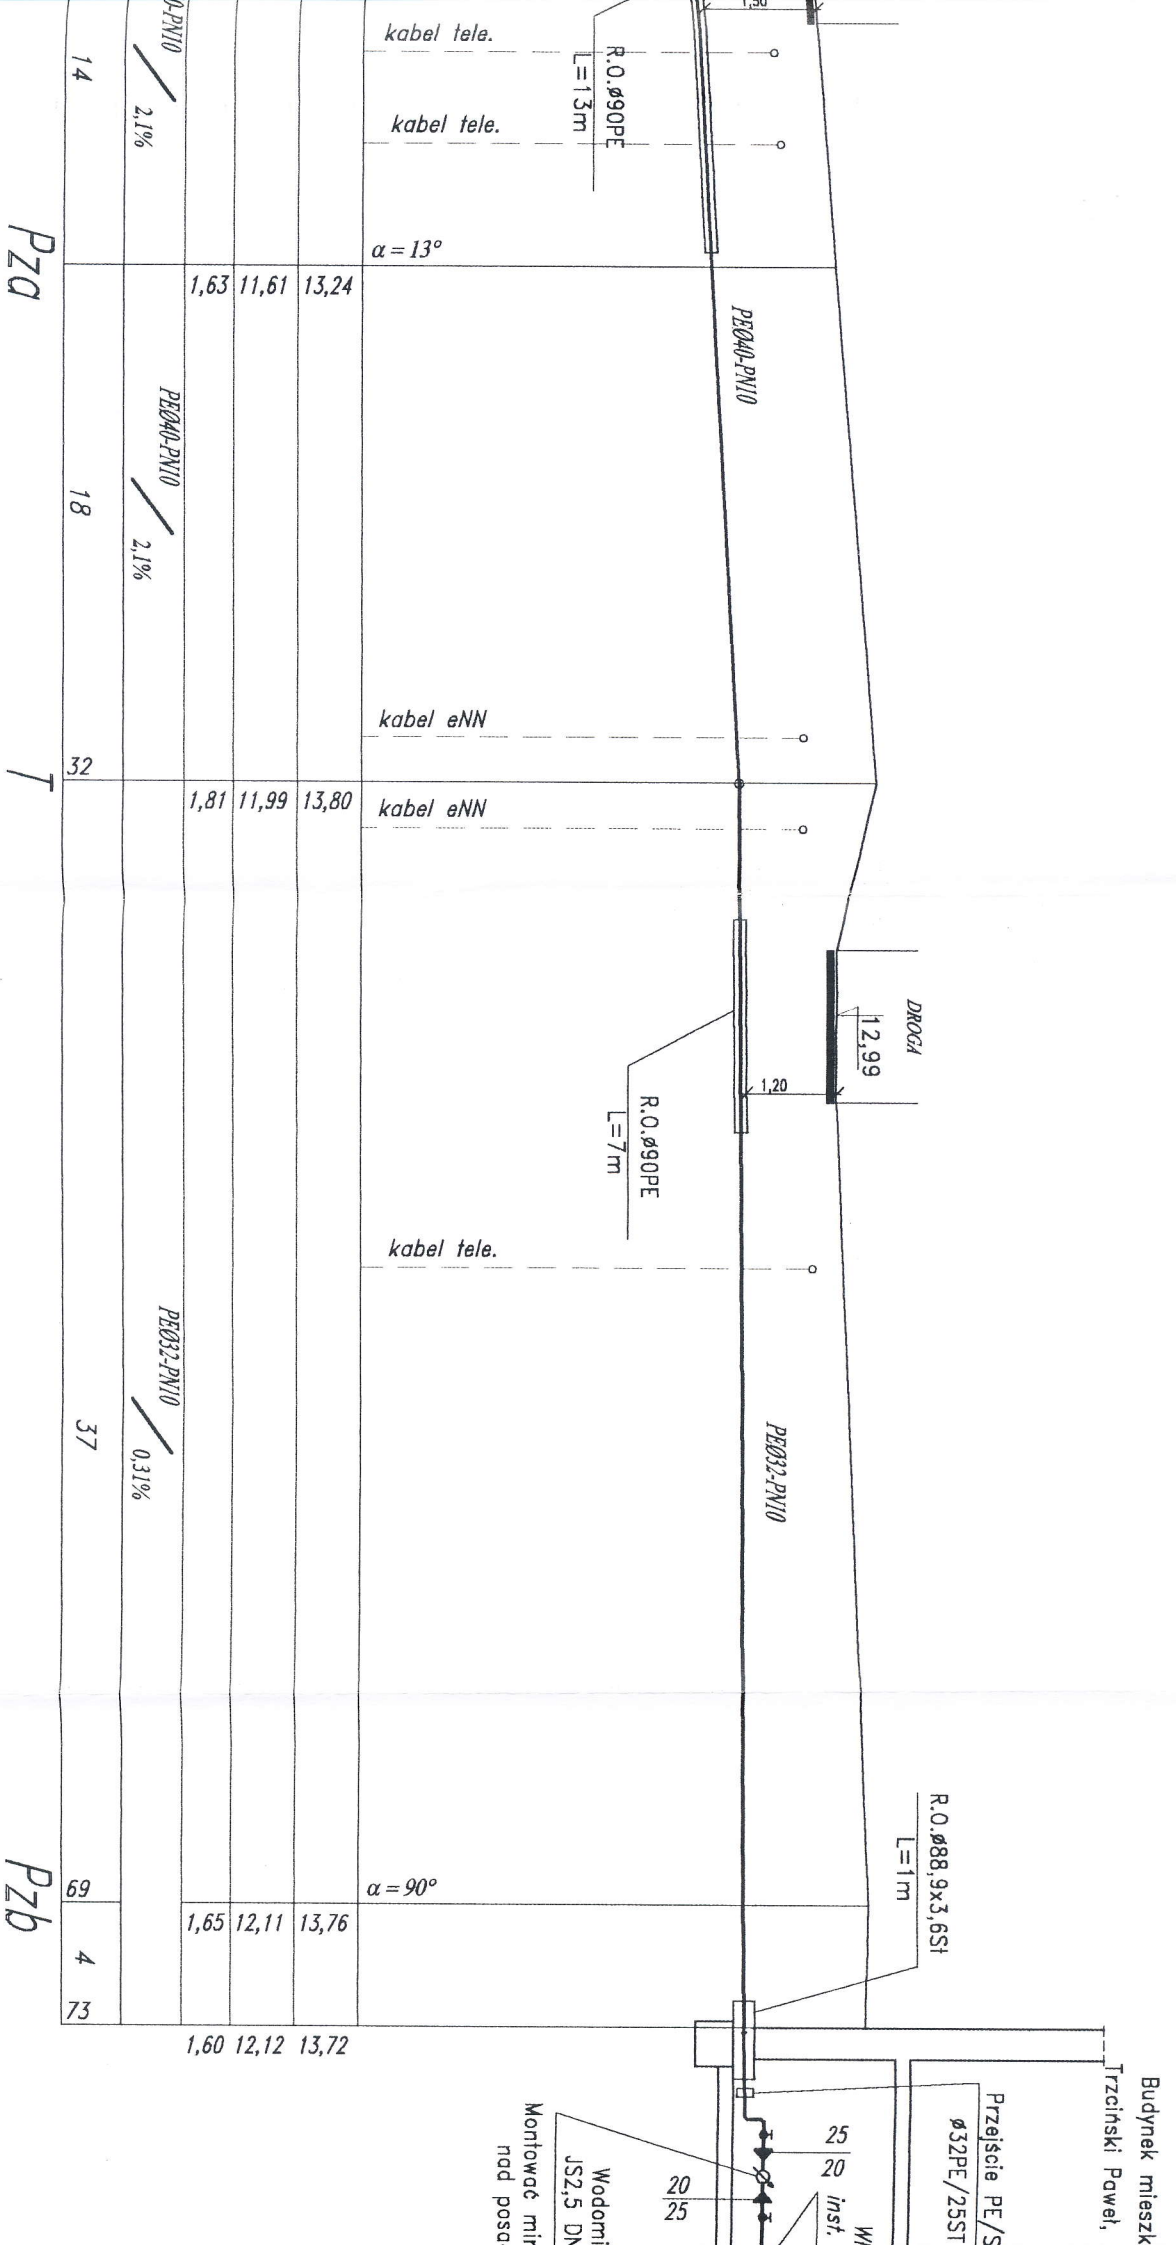 kabel tele.
1,50
14
2,1%
R.O.ø90PE
L=13m
kabel tele.
Pza
α=13°
1,63 11,61 13,24
PEØ40-PN10
PEØ40-PN10
18
2,1%
kabel eNN
T
32
1,81 11,99 13,80
kabel eNN
DROGA
12,99
1,20
R.O.ø90PE
L=7m
kabel tele.
PEØ32-PN10
37
0,31%
PEØ32-PN10
R.O.ø88,9x3,6St
L=1m
Pzb
69
α=90°
1,65 12,11 13,76
4
73
1,60 12,12 13,72
Budynek mieszk
Trzciński Paweł,
Przejście PE/S
ø32PE/25ST
25
20
20
25
inst.
Wodomi
JS2,5 DN
Montować min
nad posa